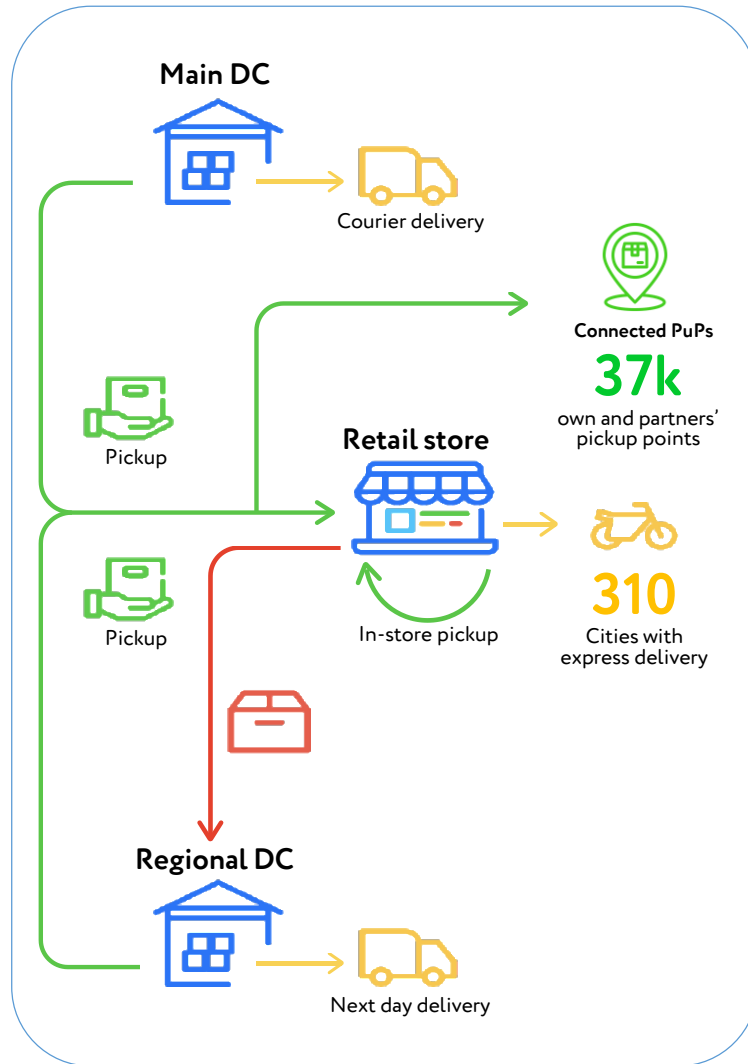 Main DC
Courier delivery
Connected PuPs
37k
own and partners’
pickup points
Pickup
Retail store
Pickup
In-store pickup
310
Cities with
express delivery
Regional DC
Next day delivery